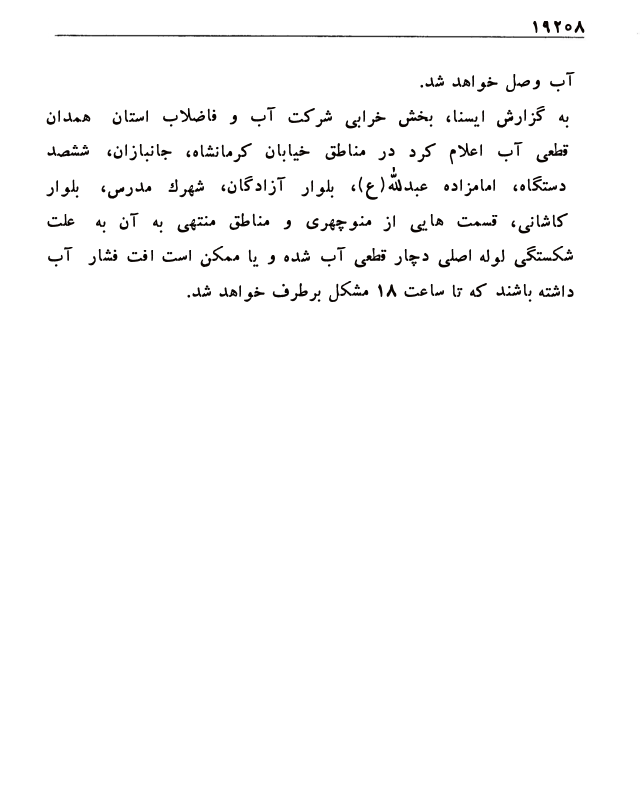 ۱۹۲۵۸
آب وصل خواهد شد.
به گزارش ایسنا، بخش خرابی شرکت آب و فاضلاب استان همدان
قطعی آب اعلام کرد در مناطق خیابان کرمانشاه، جانبازان، ششصد
دستگاه، امامزاده عبدلله(ع)، بلوار آزادگان، شهرك مدرس، بلوار
کاشانی، قسمت هایی از منوچهری و مناطق منتهی به آن به علت
شکستگی لوله اصلی دچار قطعی آب شده و یا ممکن است افت فشار آب
داشته باشند که تا ساعت ۱۸ مشکل برطرف خواهد شد.